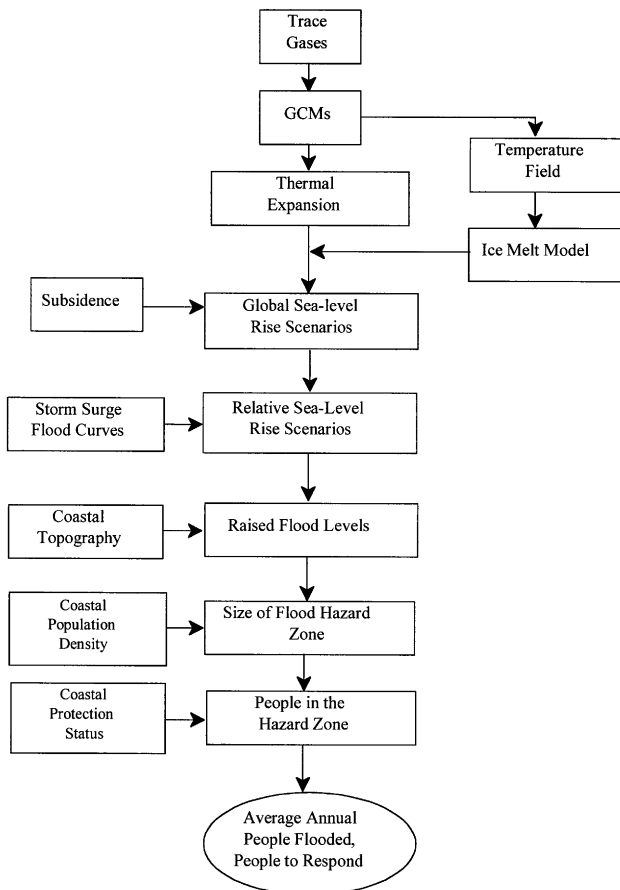 Trace
Gases
GCMs
Temperature
Field
Thermal
Expansion
Ice Melt Model
Subsidence
Global Sea-level
Rise Scenarios
Storm Surge
Flood Curves
Relative Sea-Level
Rise Scenarios
Coastal
Topography
Raised Flood Levels
Coastal
Population
Density
Size of Flood Hazard
Zone
Coastal
Protection
Status
People in the
Hazard Zone
Average Annual
People Flooded,
People to Respond